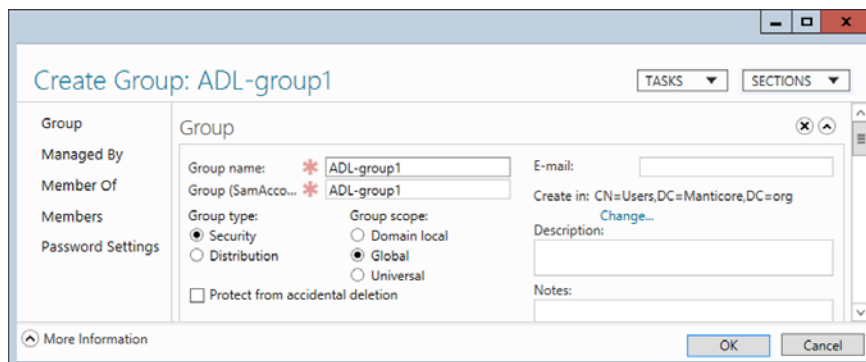 Create Group: ADL-group1
TASKS
SECTIONS
Group
Managed By
Member Of
Members
Password Settings
Group
Group name: * ADL-group1
Group (SamAcco... * ADL-group1
Group type:
Security
Distribution
Group scope:
Domain local
Global
Universal
Protect from accidental deletion
E-mail:
Create in: CN=Users,DC=Manticore,DC=org
Change...
Description:
Notes:
More Information
OK
Cancel